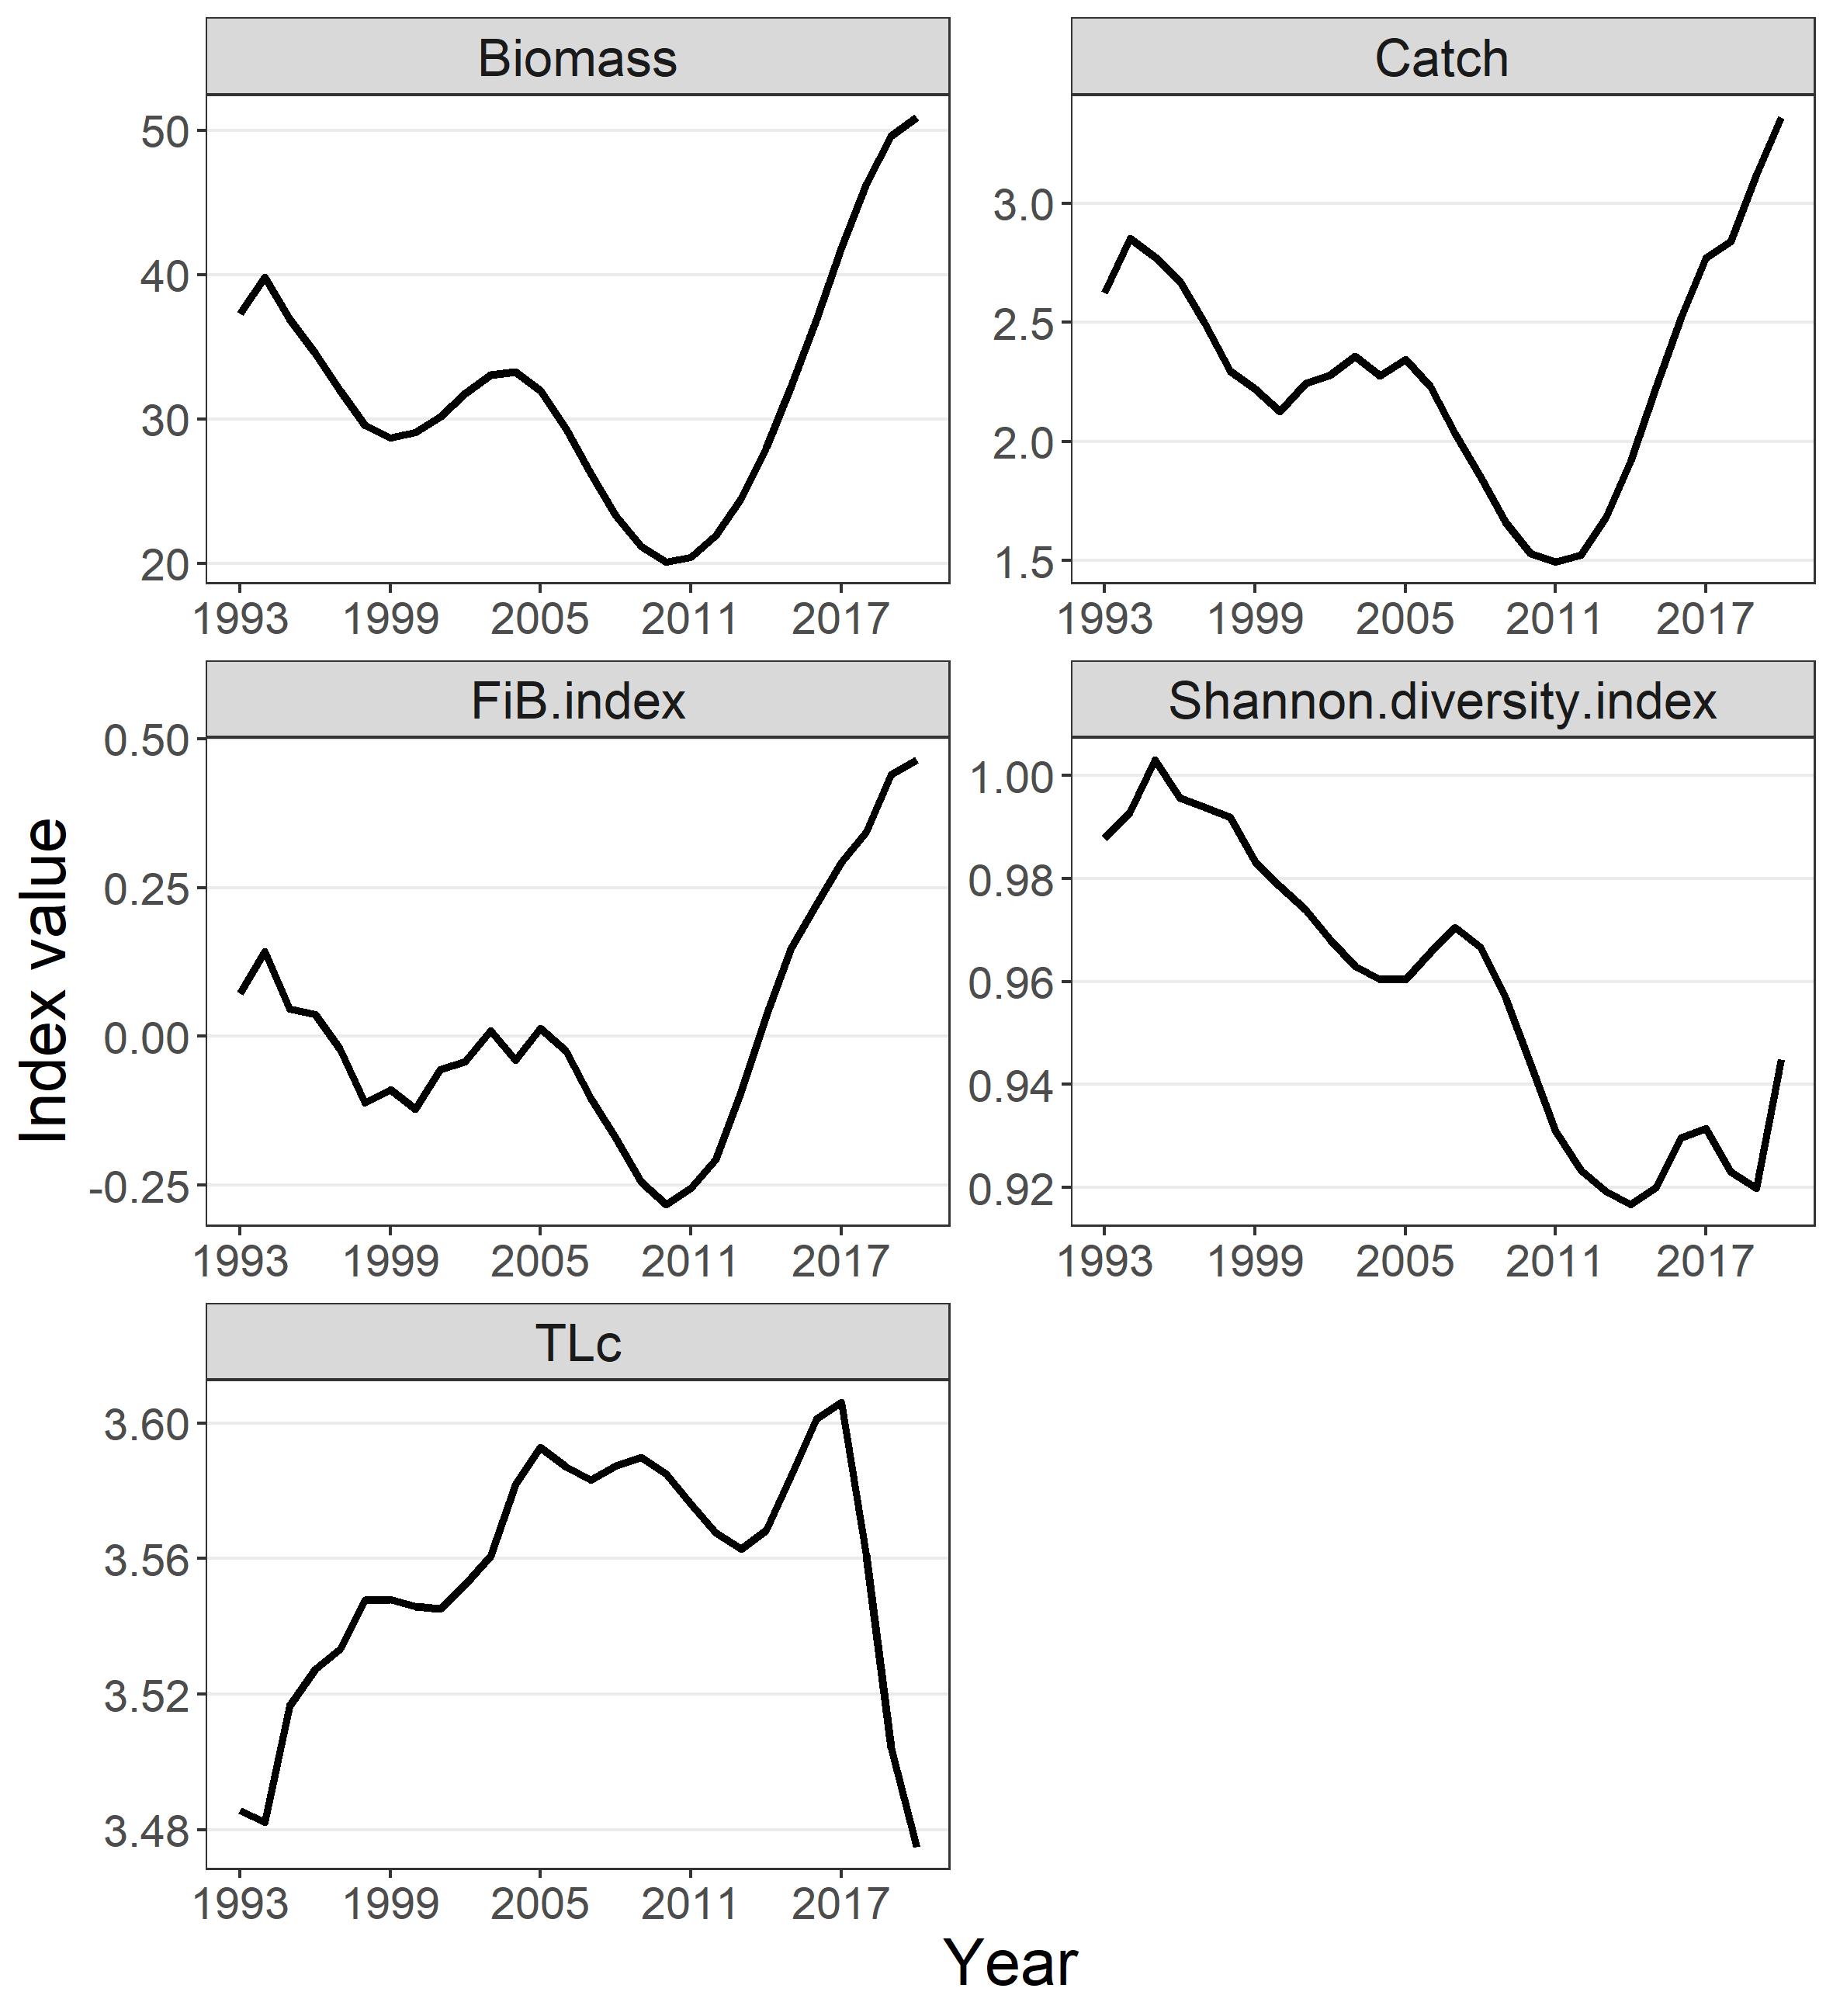 Biomass
Catch
50
40
30
20
3.0
2.5
2.0
1.5
1993 1999 2005 2011 2017
1993 1999 2005 2011 2017
FiB.index
Shannon.diversity.index
0.50
0.25
0.00
-0.25
1.00
0.98
0.96
0.94
0.92
Index value
1993 1999 2005 2011 2017
1993 1999 2005 2011 2017
TLc
3.60
3.56
3.52
3.48
1993 1999 2005 2011 2017
Year